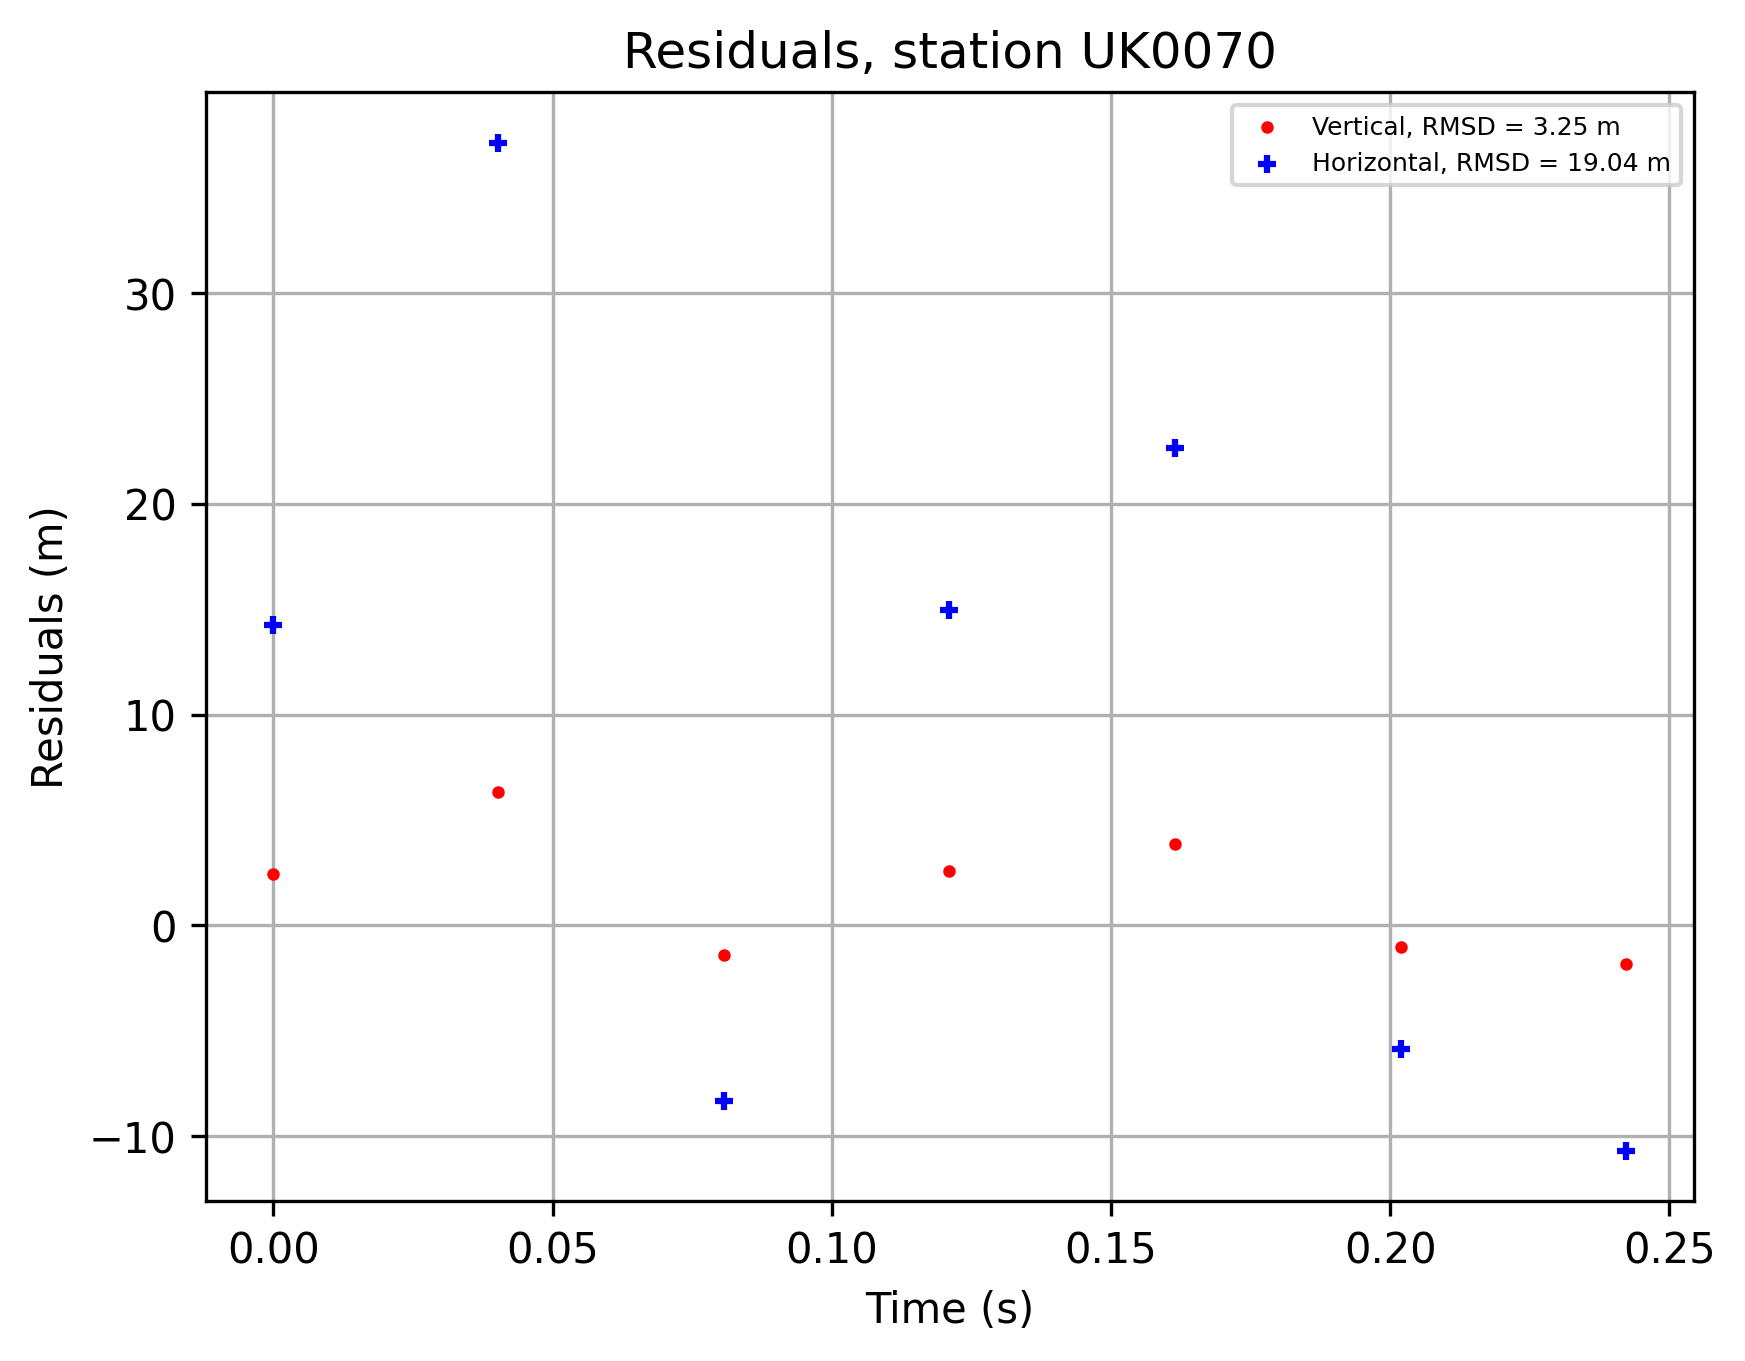 Residuals, station UK0070
Vertical, RMSD = 3.25 m
Horizontal, RMSD = 19.04 m
Residuals (m)
30
20
10
0
−10
0.00 0.05 0.10 0.15 0.20 0.25
Time (s)